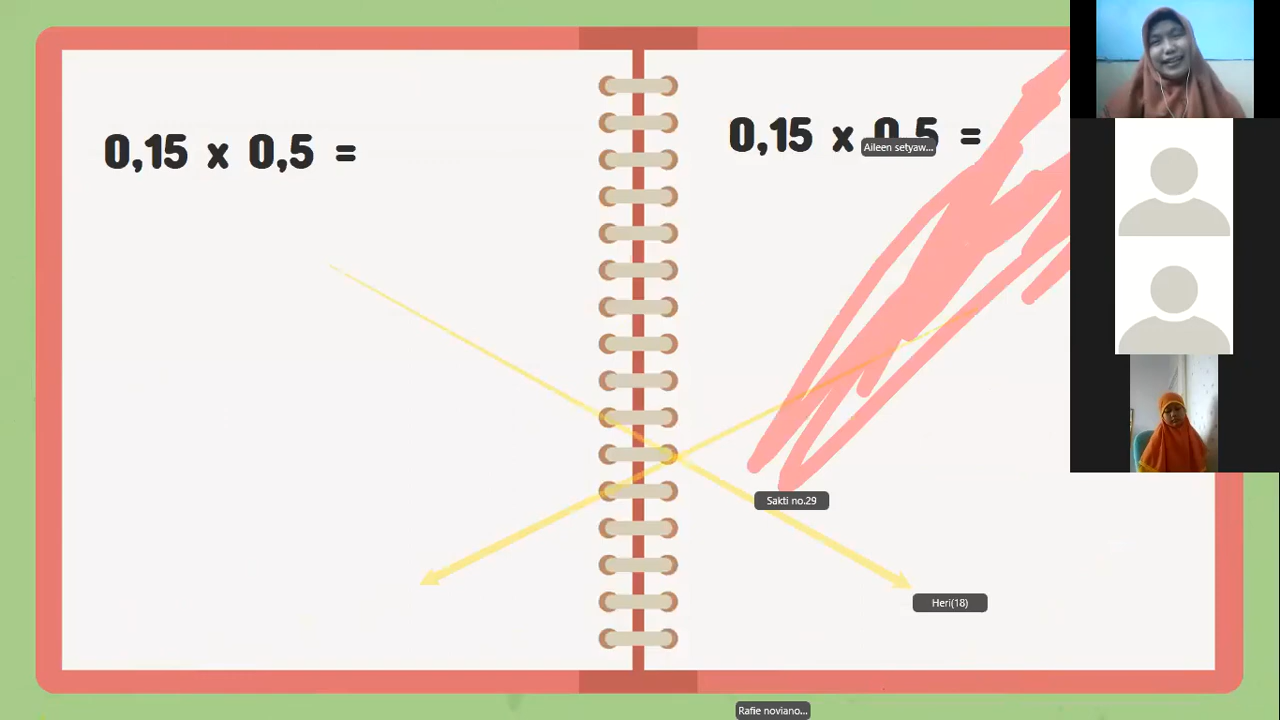 0,15 x 0,5 =
0,15 x 0,5 =
Aileen setyaw...
Sakti no.29
Heri(18)
Rafie noviano...